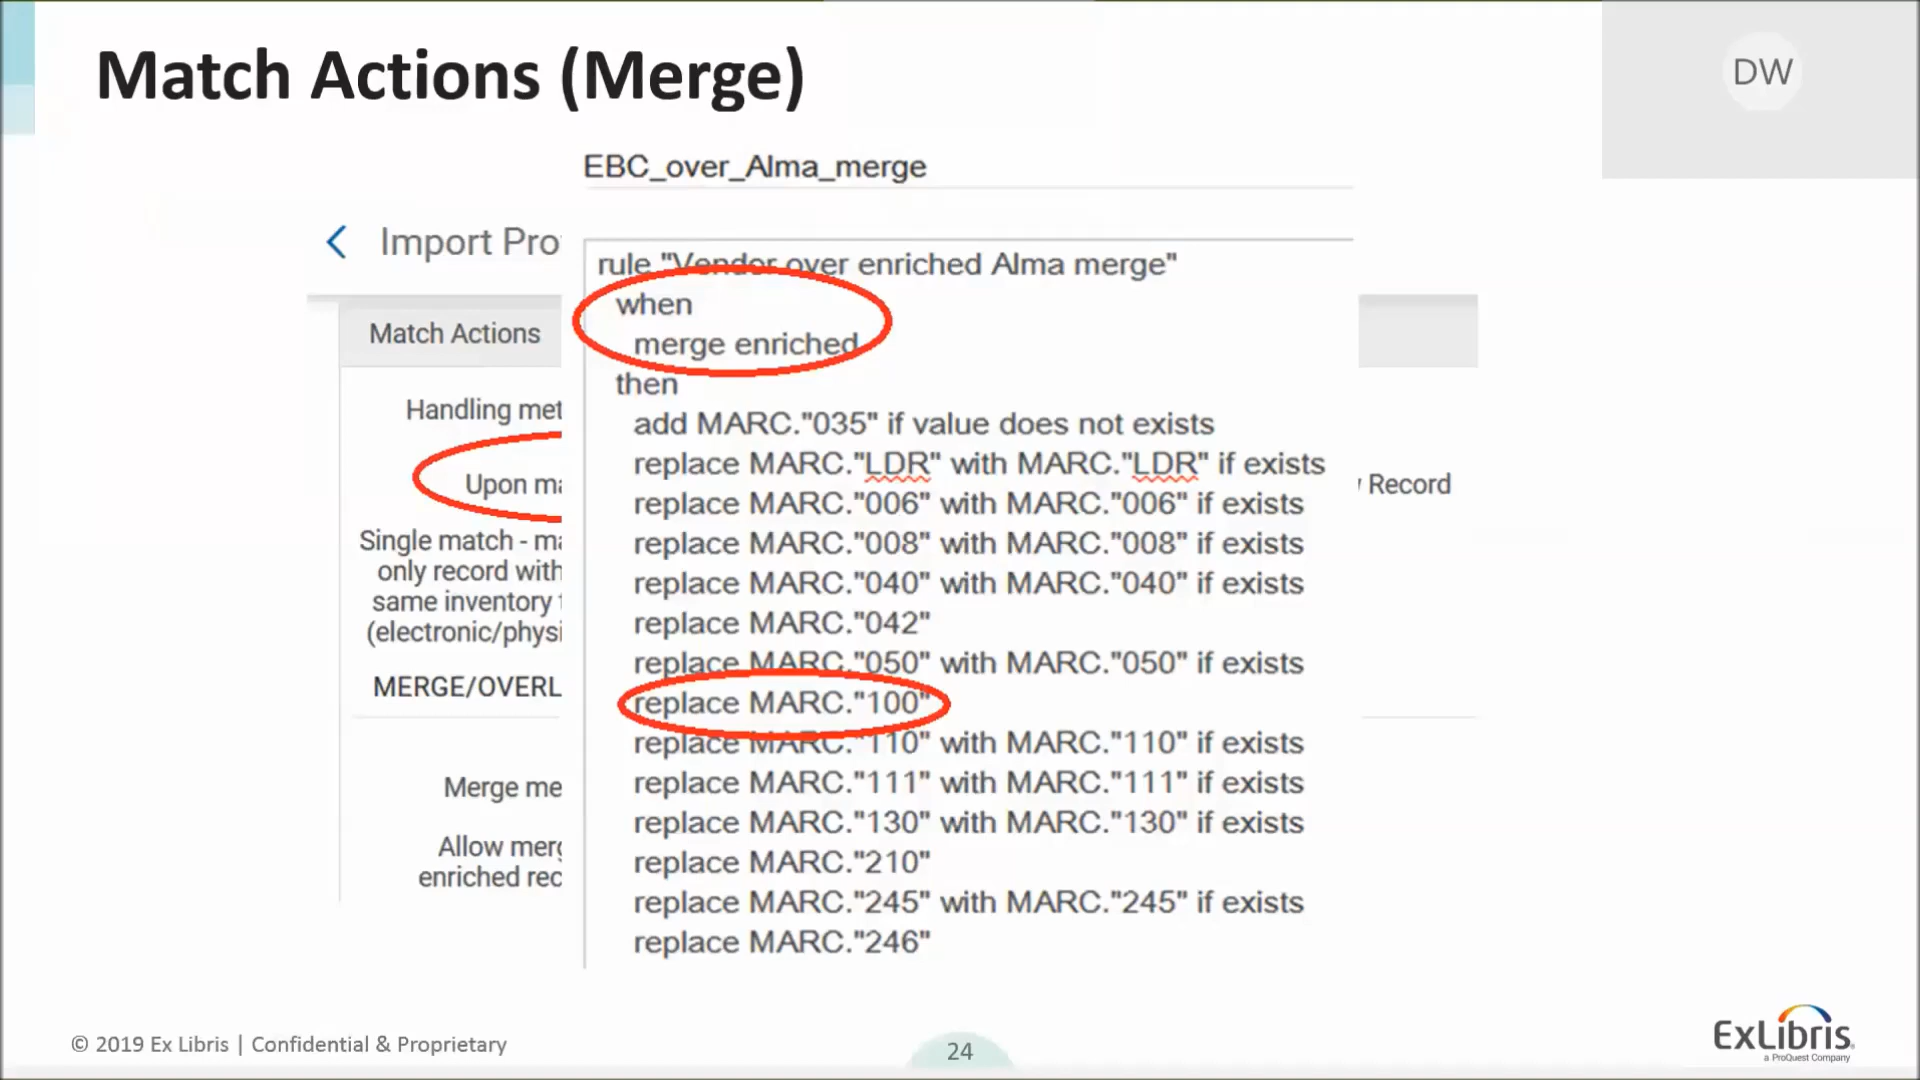 Match Actions (Merge)
DW
EBC_over_Alma_merge
Import Pro
Match Actions
Handling met
Upon ma
Single match - ma
only record with
same inventory
(electronic/physi
MERGE/OVERL
Merge me
Allow merg
enriched rec
rule "Vendor over enriched Alma merge"
when
merge enriched
then
add MARC."035" if value does not exists
replace MARC."LDR" with MARC."LDR" if exists
replace MARC."006" with MARC."006" if exists
replace MARC."008" with MARC."008" if exists
replace MARC."040" with MARC."040" if exists
replace MARC."042"
replace MARC."050" with MARC."050" if exists
replace MARC."100"
replace MARC."110" with MARC."110" if exists
replace MARC."111" with MARC."111" if exists
replace MARC."130" with MARC."130" if exists
replace MARC."210"
replace MARC."245" with MARC."245" if exists
replace MARC."246"
Record
© 2019 Ex Libris | Confidential & Proprietary
24
ExLibris
a ProQuest Company